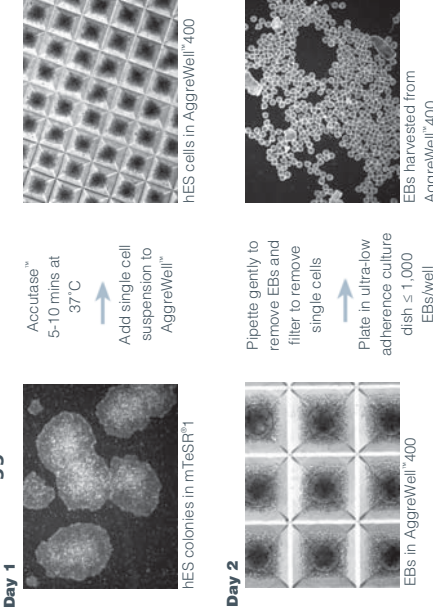 Day 1
hES colonies in mTeSR®1
Accutase™
5-10 mins at
37˚C
Add single cell
suspension to
AggreWell™
hES cells in AggreWell™400
Day 2
EBs in AggreWell™400
Pipette gently to
remove EBs and
filter to remove
single cells
Plate in ultra-low
adherence culture
dish ≤ 1,000
EBs/well
EBs harvested from
AggreWell™400